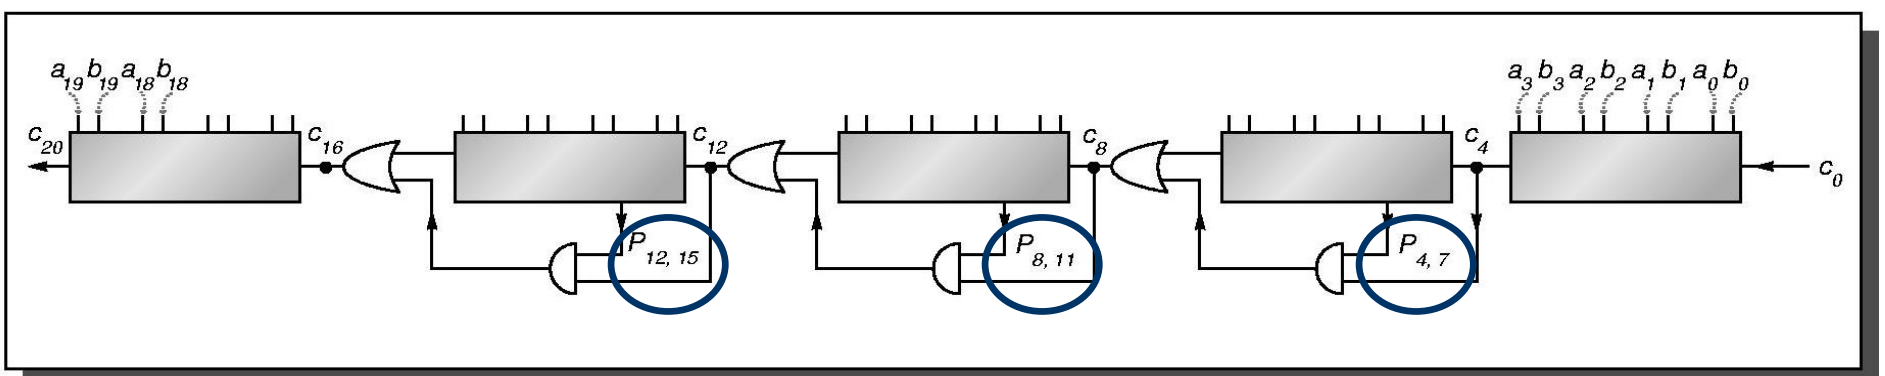 a19 b19 a18 b18
a3 b3 a2 b2 a1 b1 a0 b0
c20
c16
c12
c8
c4
c0
P12, 15
P8, 11
P4, 7